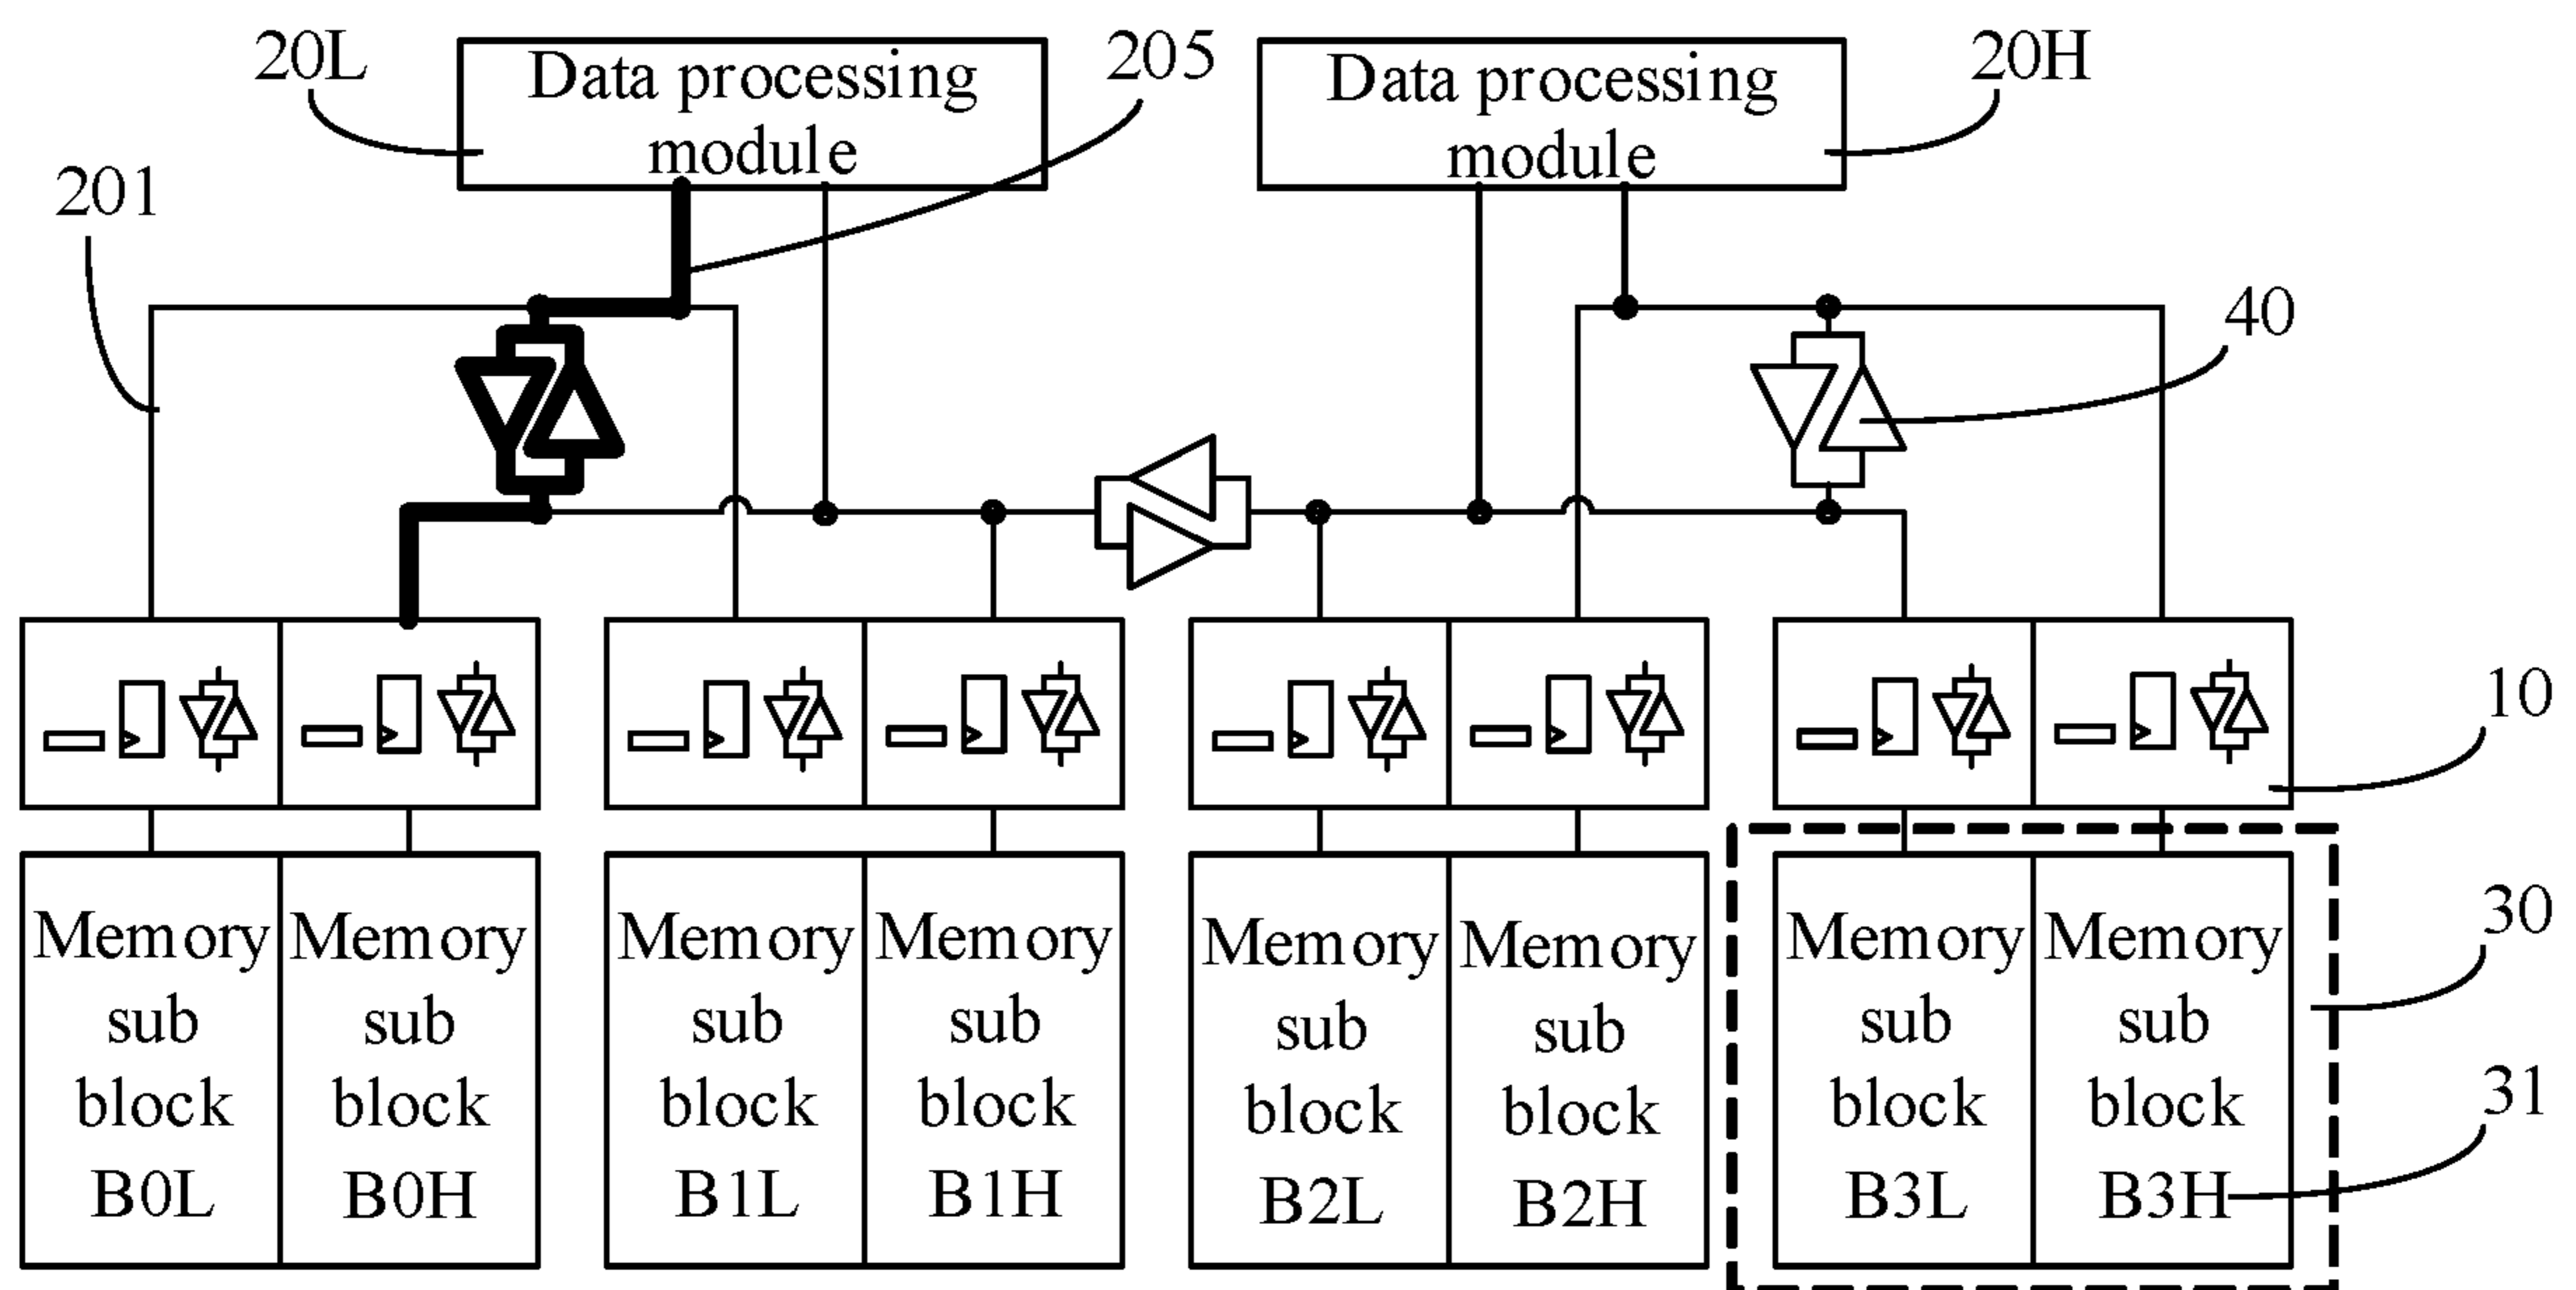 20L
Data processing
module
205
Data processing
module
20H
201
40
10
Memory
sub
block
B0L
Memory
sub
block
B0H
Memory
sub
block
B1L
Memory
sub
block
B1H
Memory
sub
block
B2L
Memory
sub
block
B2H
Memory
sub
block
B3L
Memory
sub
block
B3H
30
31